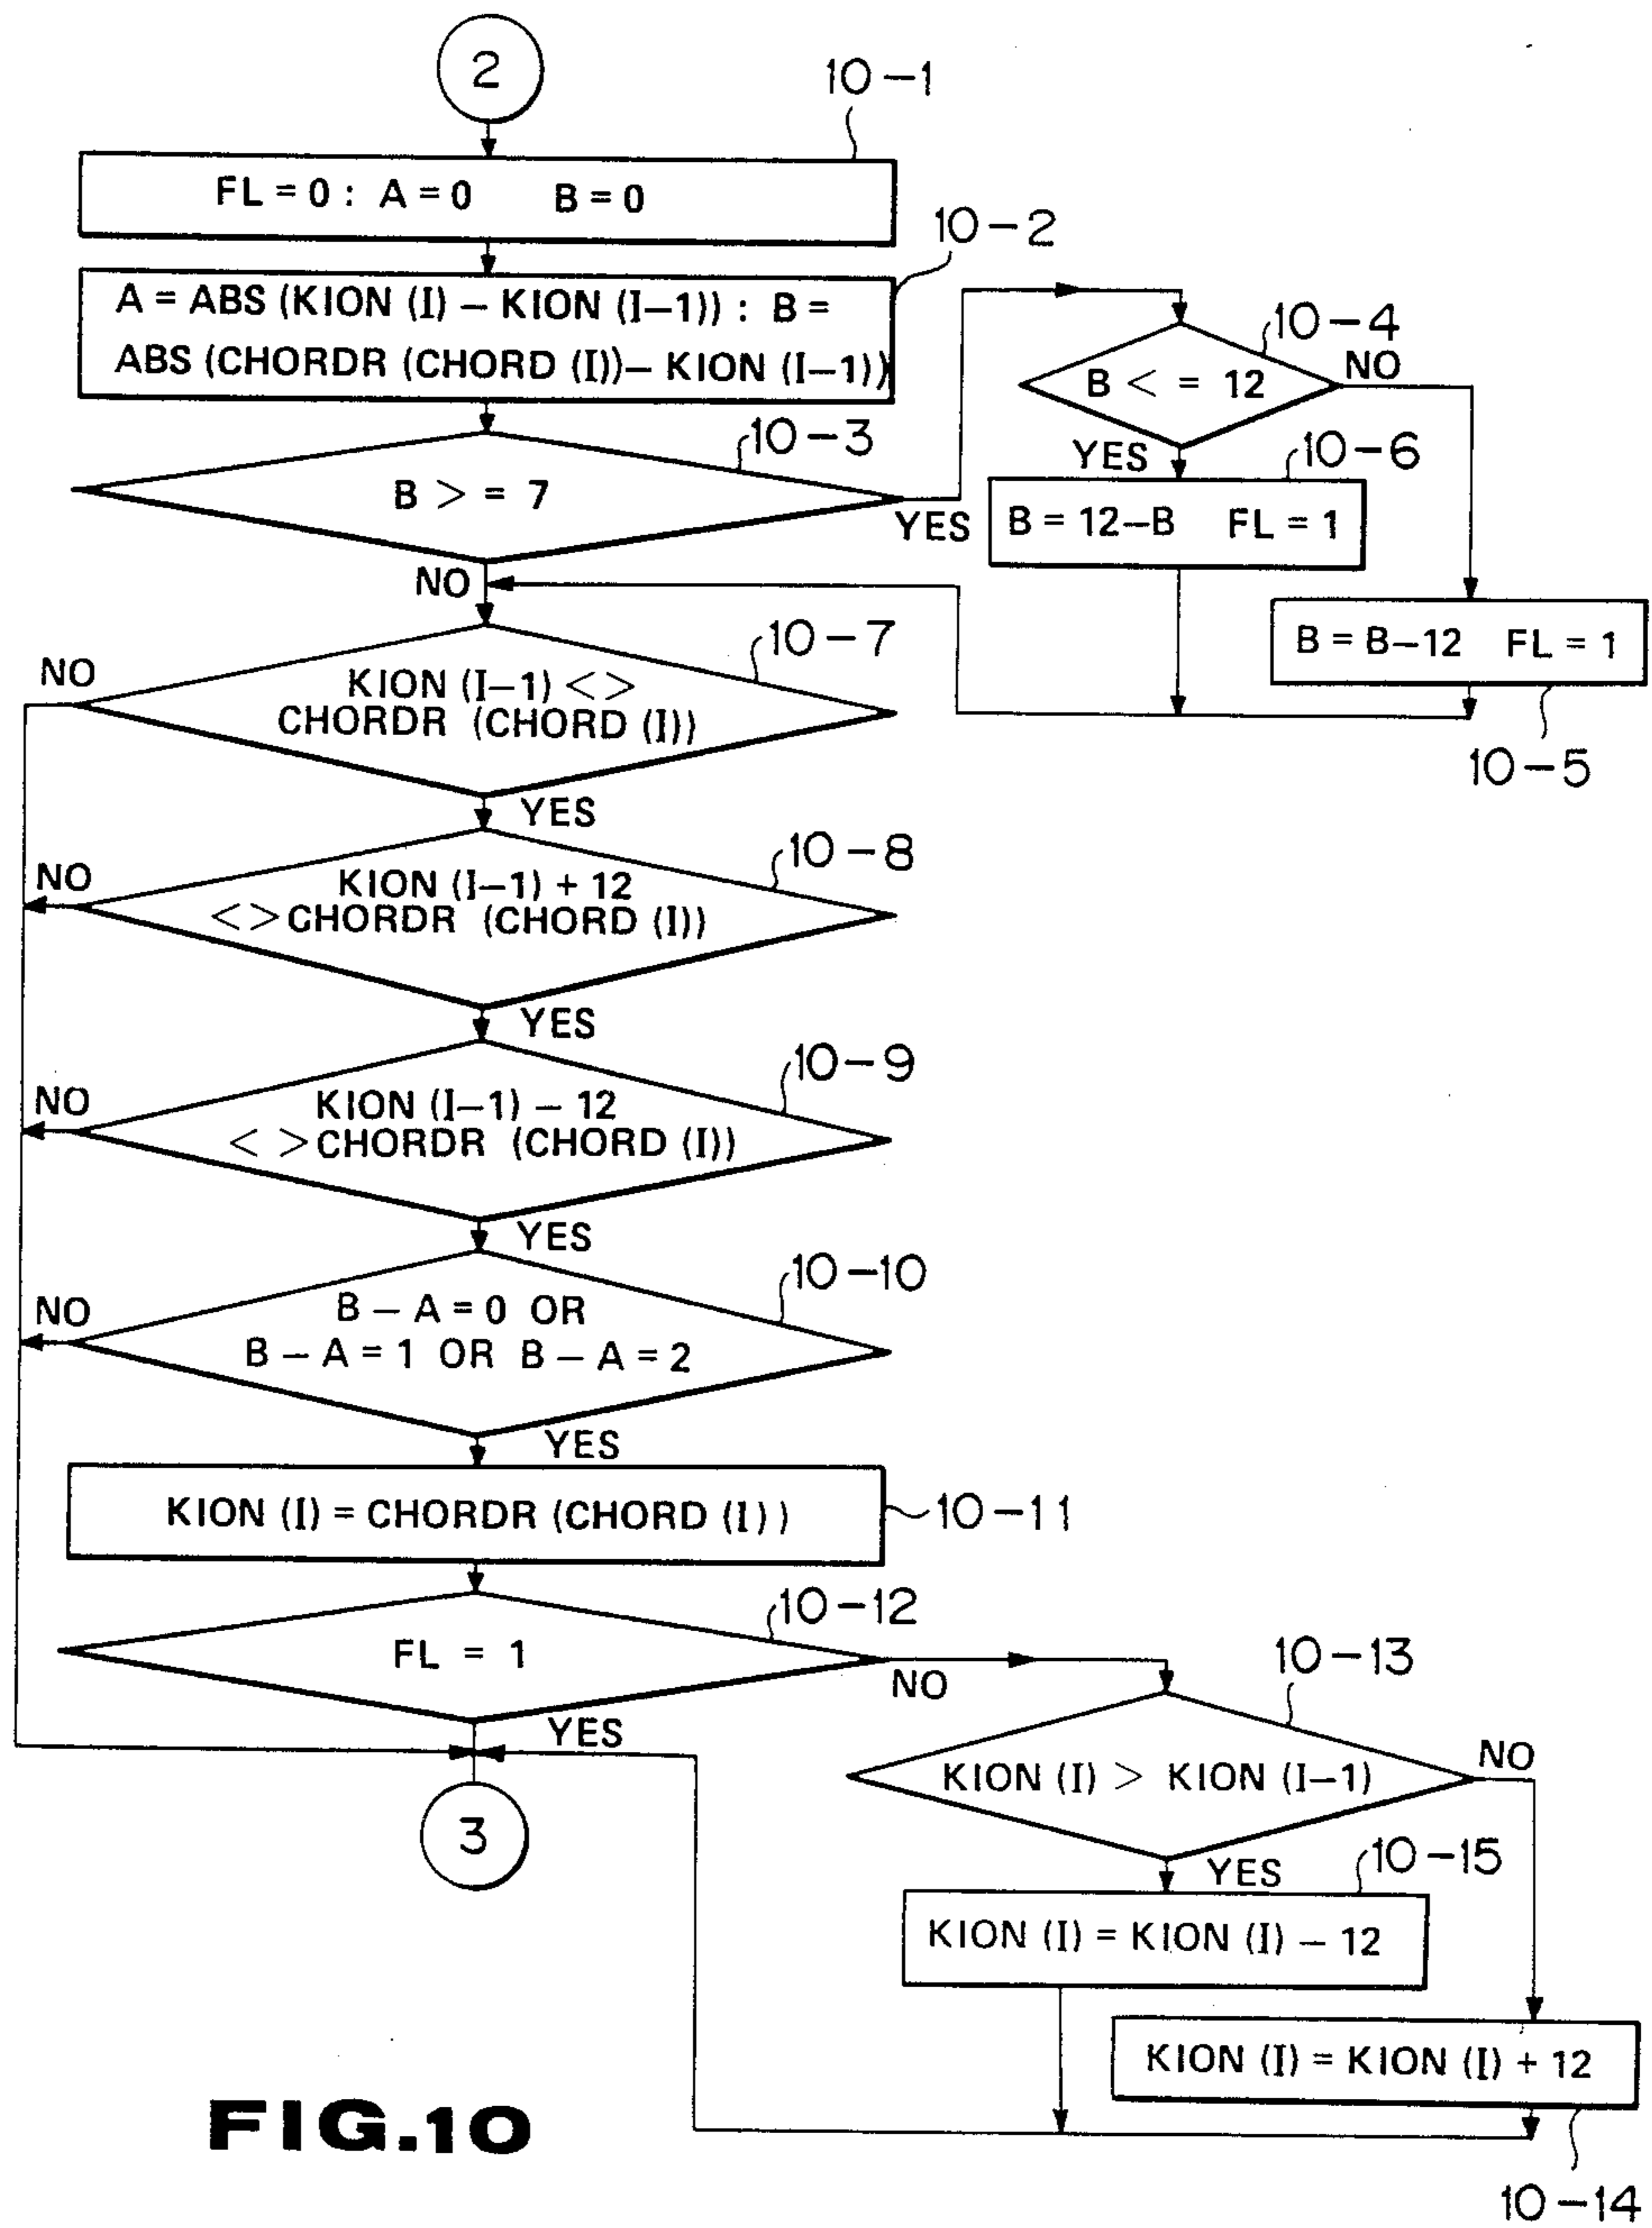 2
10-1
FL = 0 : A = 0 B = 0
10-2
A = ABS (KION (I) - KION (I-1)) : B =
ABS (CHORDR (CHORD (I)) - KION (I-1))
10-3
B > = 7
YES
NO
10-4
B < = 12
NO
YES
10-6
B = 12-B FL = 1
B = B-12 FL = 1
10-5
10-7
NO
KION (I-1) < >
CHORDR (CHORD (I))
YES
10-8
NO
KION (I-1) + 12
< > CHORDR (CHORD (I))
YES
10-9
NO
KION (I-1) - 12
< > CHORDR (CHORD (I))
YES
10-10
NO
B - A = 0 OR
B - A = 1 OR B - A = 2
YES
KION (I) = CHORDR (CHORD (I))
10-11
10-12
FL = 1
NO
YES
10-13
KION (I) > KION (I-1)
NO
YES
3
10-15
KION (I) = KION (I) - 12
KION (I) = KION (I) + 12
10-14
FIG.10